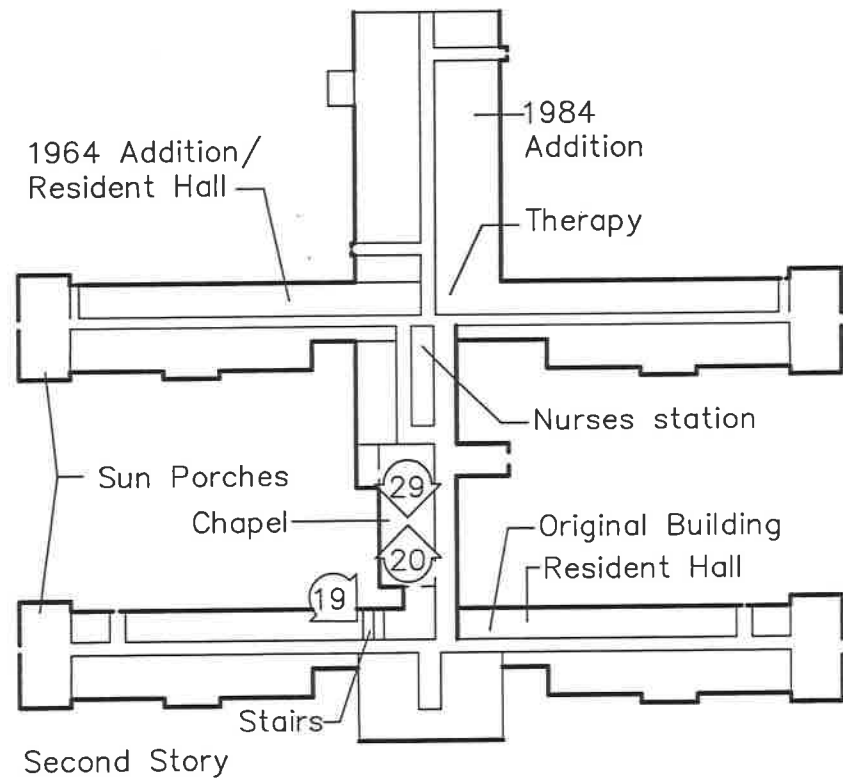 1984
Addition
1964 Addition/
Resident Hall
Therapy
Nurses station
Sun Porches
29
Chapel
Original Building
20
Resident Hall
19
Stairs
Second Story